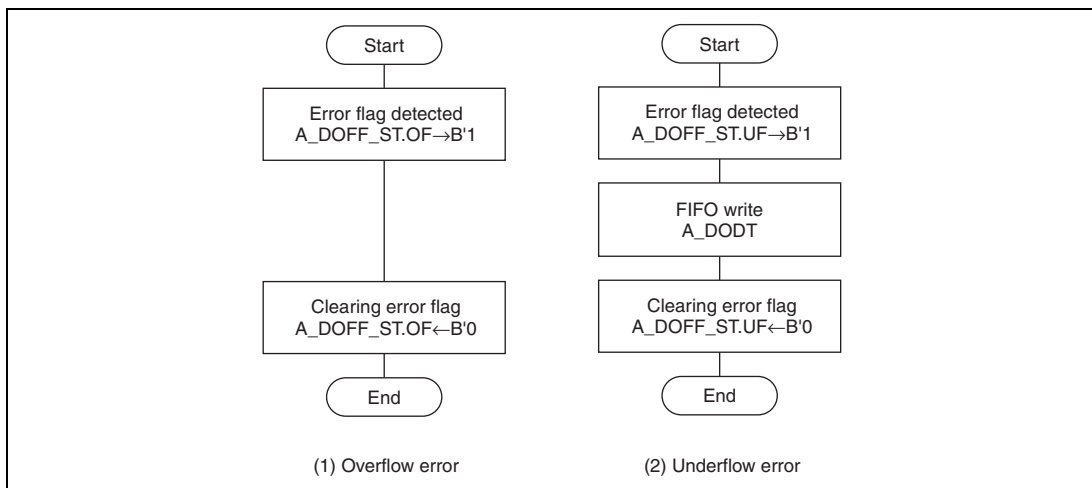 Start
Error flag detected
A_DOFF_ST.OF→B'1
Clearing error flag
A_DOFF_ST.OF←B'0
End
(1) Overflow error
Start
Error flag detected
A_DOFF_ST.UF→B'1
FIFO write
A_DODT
Clearing error flag
A_DOFF_ST.UF←B'0
End
(2) Underflow error